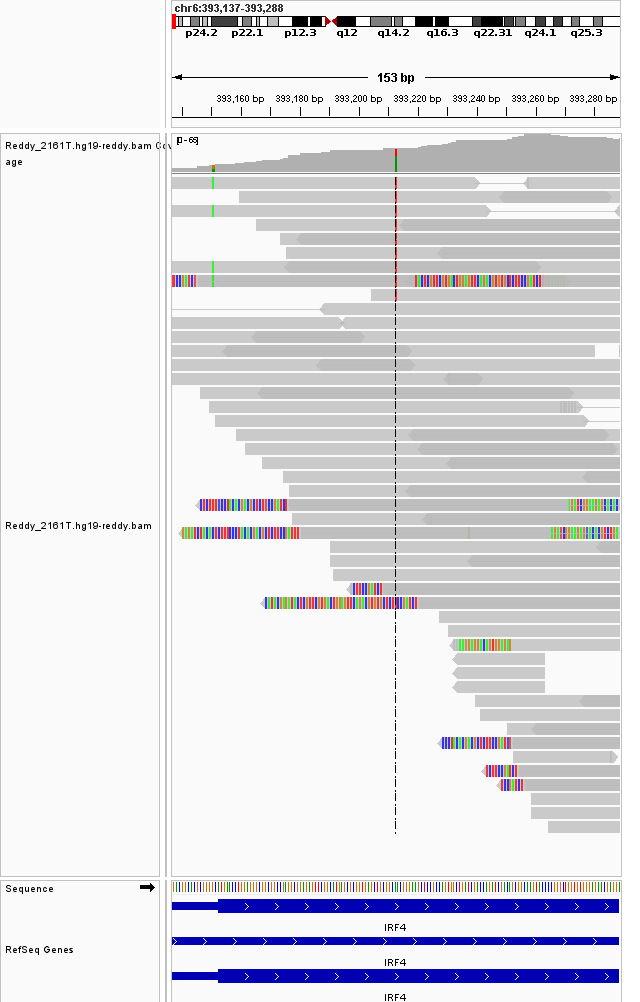 chr6:393,137-393,288
p24.2 p22.1 p12.3 q12 q14.2 q16.3 q22.31 q24.1 q25.3
153 bp
393,160 bp 393,180 bp 393,200 bp 393,220 bp 393,240 bp 393,260 bp 393,280 bp
[0-69]
Reddy_2161T.hg19-reddy.bam Cov
age
Reddy_2161T.hg19-reddy.bam
Sequence
IRF4
RefSeq Genes
IRF4
IRF4